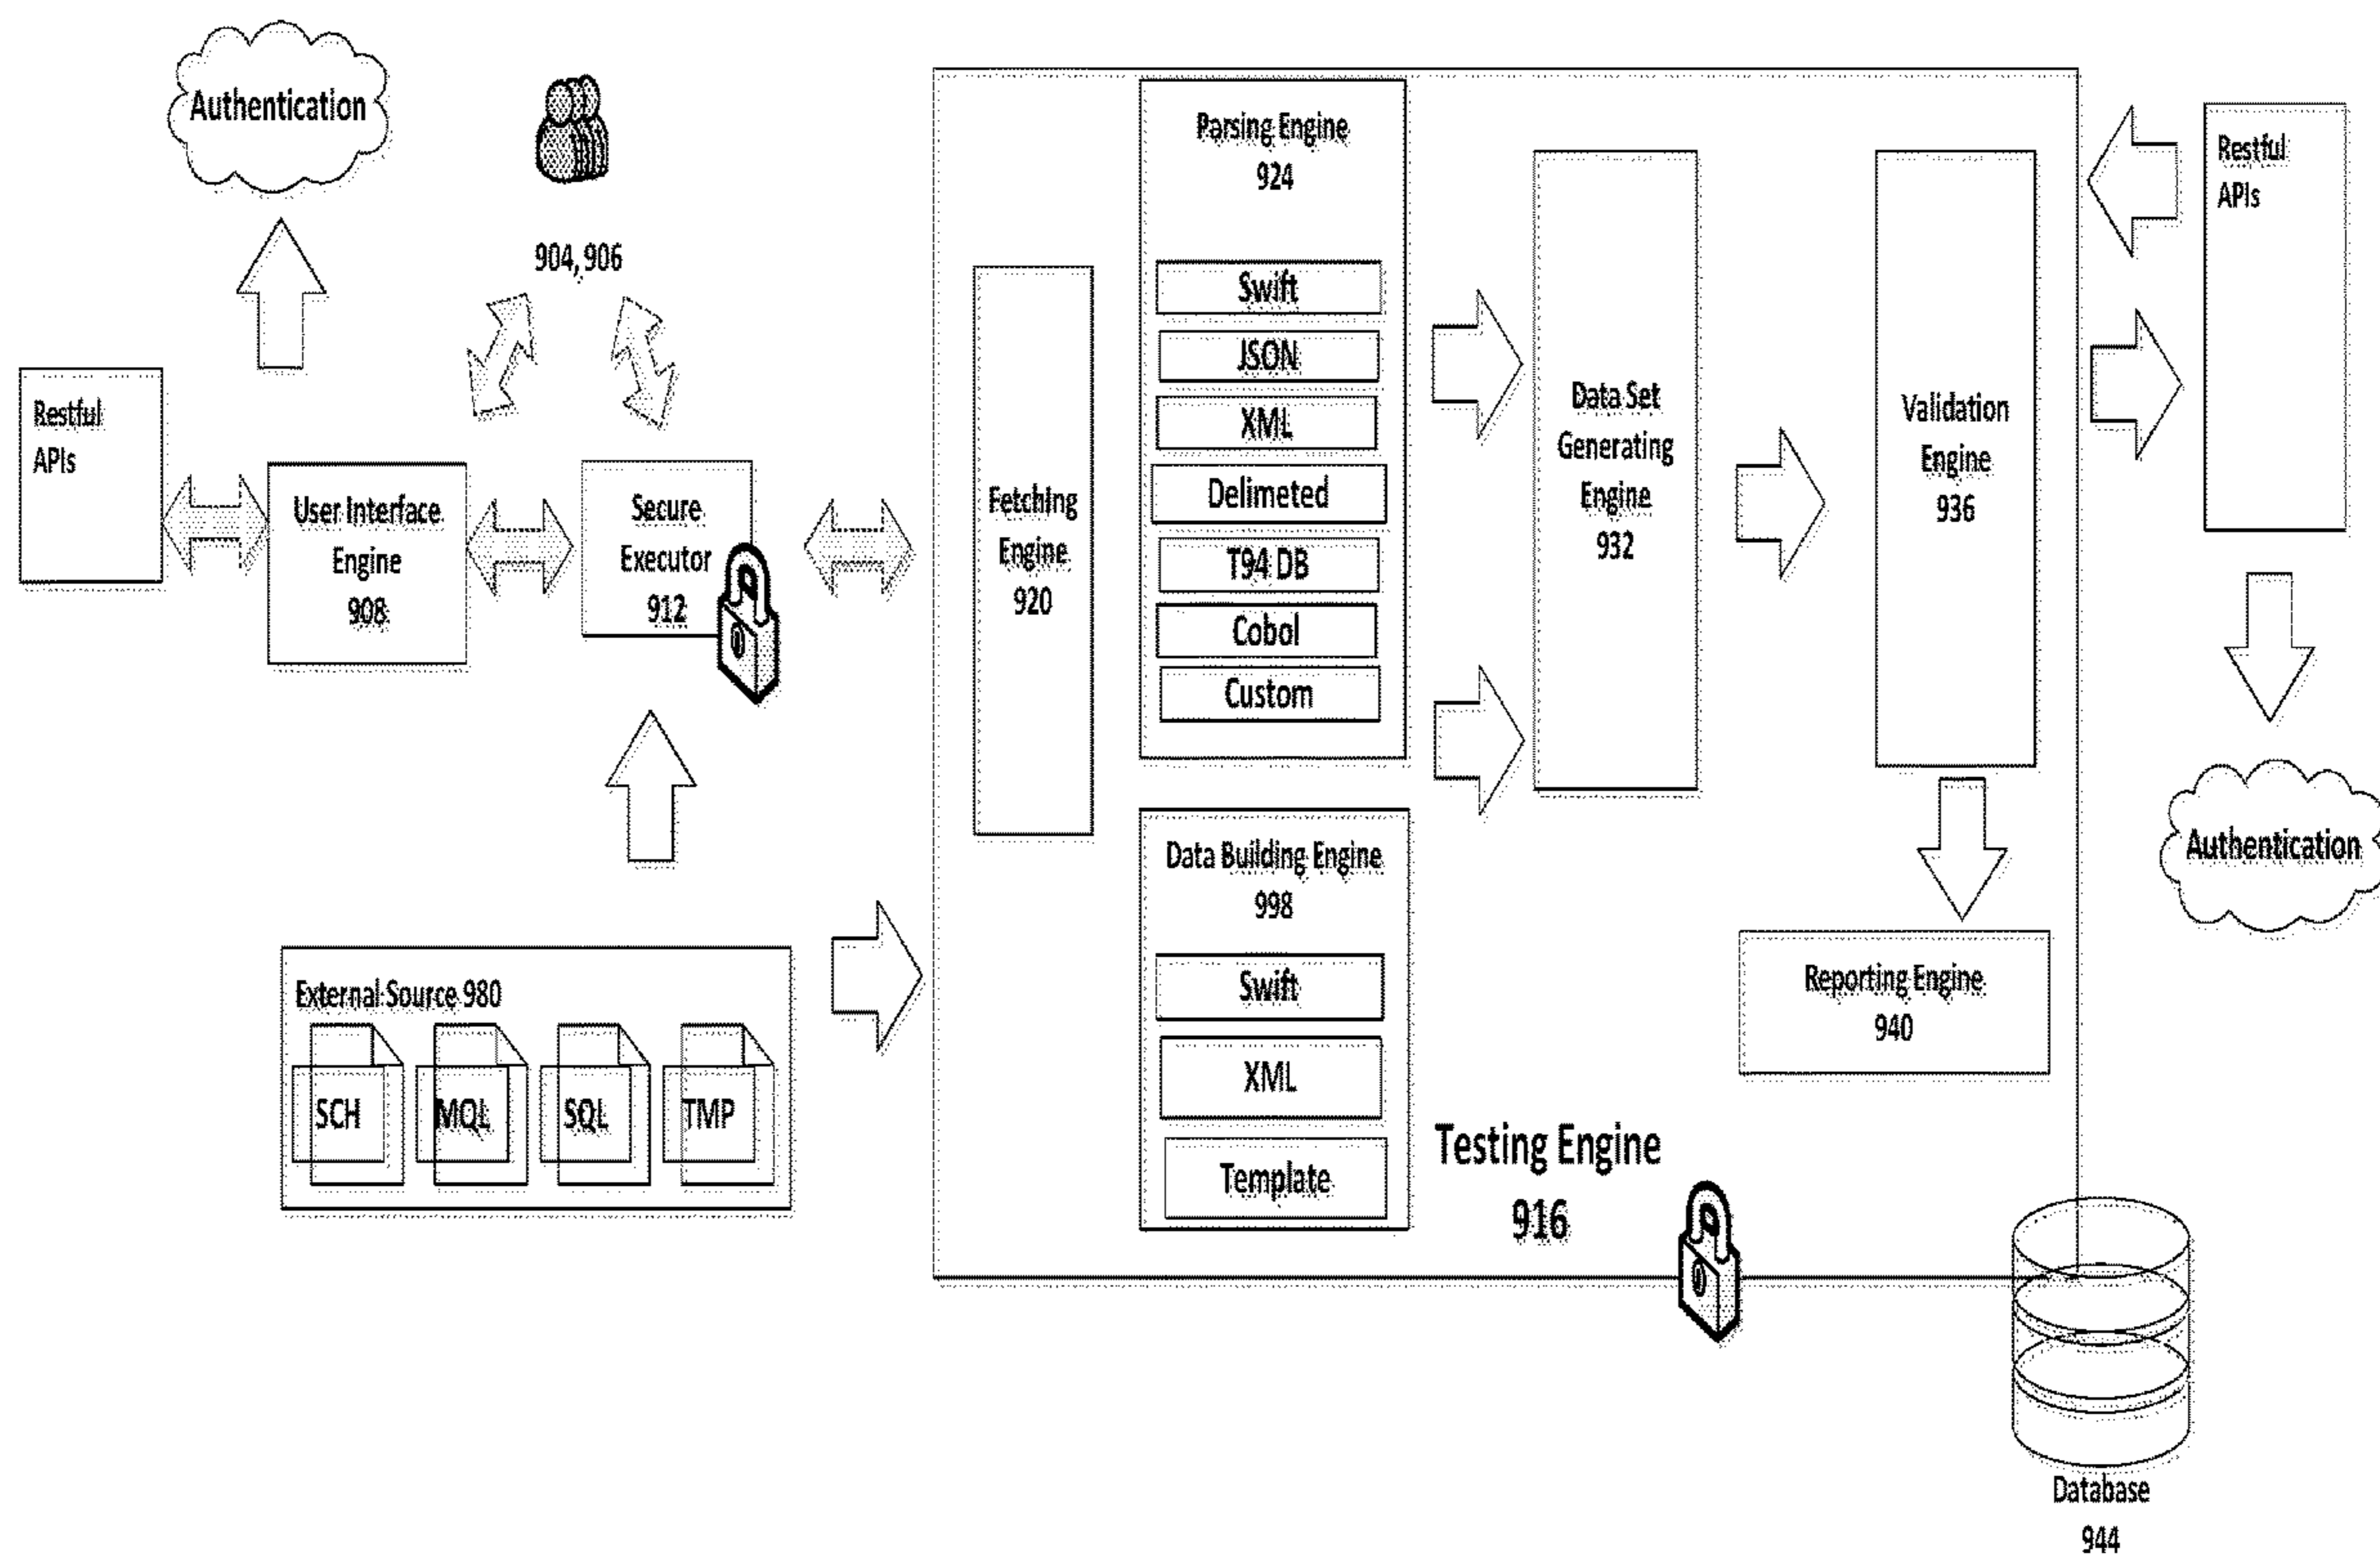 Authentication
904, 906
Restful
APIs
User Interface
Engine
908
Secure
Executor
912
External Source 980
SCH
MQL
SQL
TMP
Fetching
Engine
920
Parsing Engine
924
Swift
JSON
XML
Delimeted
T94 DB
Cobol
Custom
Data Building Engine
998
Swift
XML
Template
Data Set
Generating
Engine
932
Validation
Engine
936
Reporting Engine
940
Testing Engine
916
Restful
APIs
Authentication
Database
944